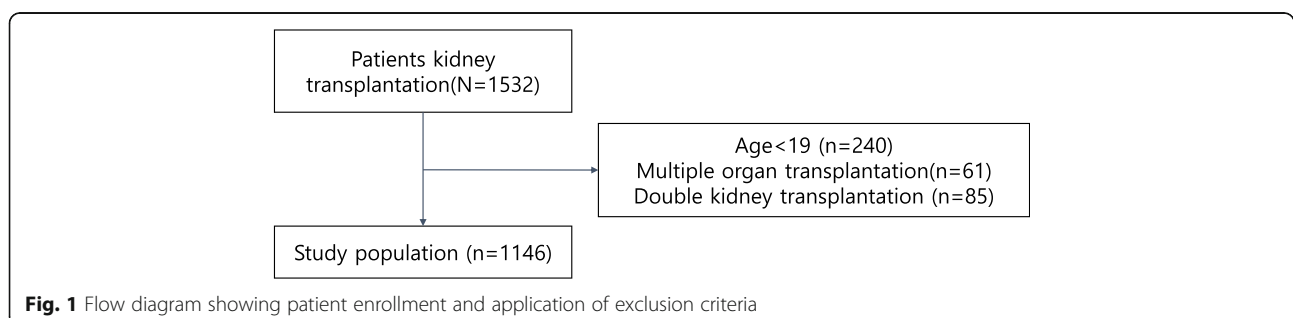 Patients kidney
transplantation(N=1532)
Age<19 (n=240)
Multiple organ transplantation(n=61)
Double kidney transplantation (n=85)
Study population (n=1146)
Fig. 1 Flow diagram showing patient enrollment and application of exclusion criteria